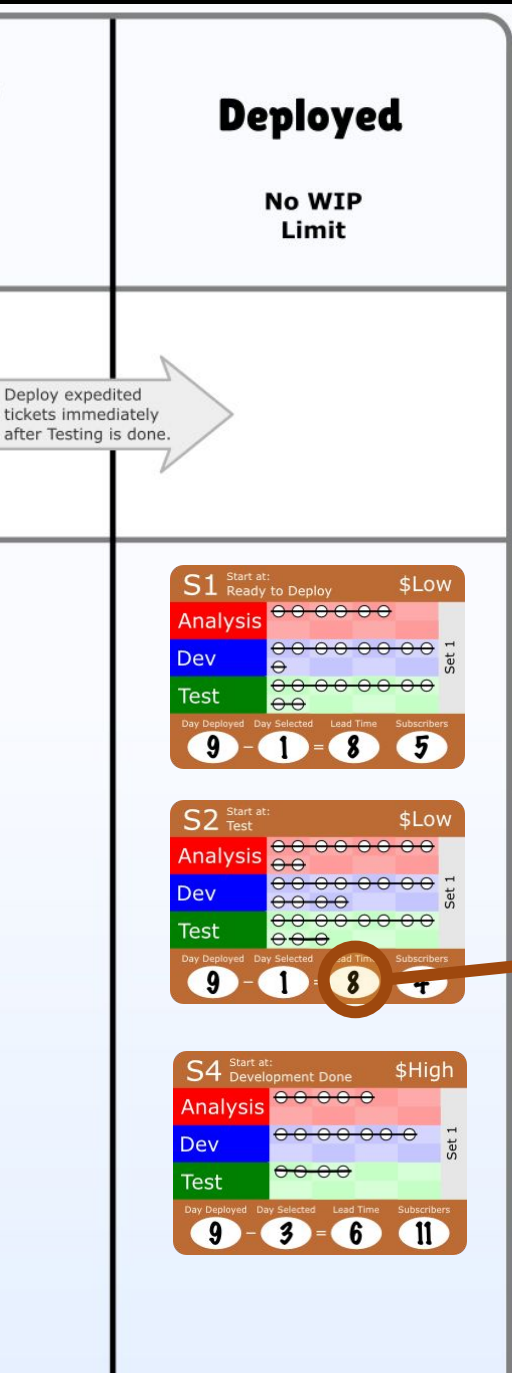 Deployed
No WIP
Limit
Deploy expedited
tickets immediately
after Testing is done.
S1 Start at:
Ready to Deploy
$Low
Analysis
Dev
Test
Set 1
Day Deployed Day Selected Lead Time Subscribers
9 - 1 = 8 5
S2 Start at:
Test
$Low
Analysis
Dev
Test
Set 1
Day Deployed Day Selected Lead Time Subscribers
9 - 1 = 8 4
S4 Start at:
Development Done
$High
Analysis
Dev
Test
Set 1
Day Deployed Day Selected Lead Time Subscribers
9 - 3 = 6 11